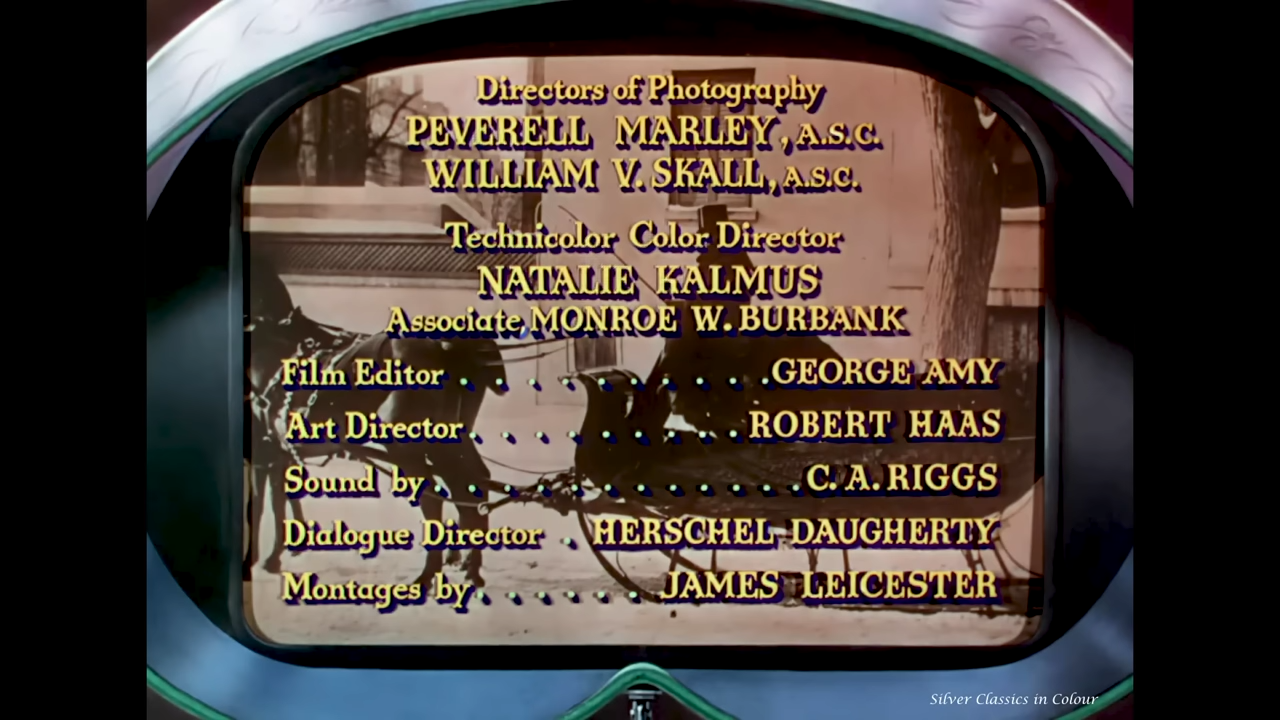 Directors of Photography
PEVERELL MARLEY, A.S.C.
WILLIAM V. SKALL, A.S.C.
Technicolor Color Director
NATALIE KALMUS
Associate, MONROE W. BURBANK
Film Editor . . . . . . . . . . GEORGE AMY
Art Director . . . . . . . . . ROBERT HAAS
Sound by . . . . . . . . . . . . C. A. RIGGS
Dialogue Director . HERSCHEL DAUGHERTY
Montages by . . . . . . JAMES LEICESTER
Silver Classics in Colour